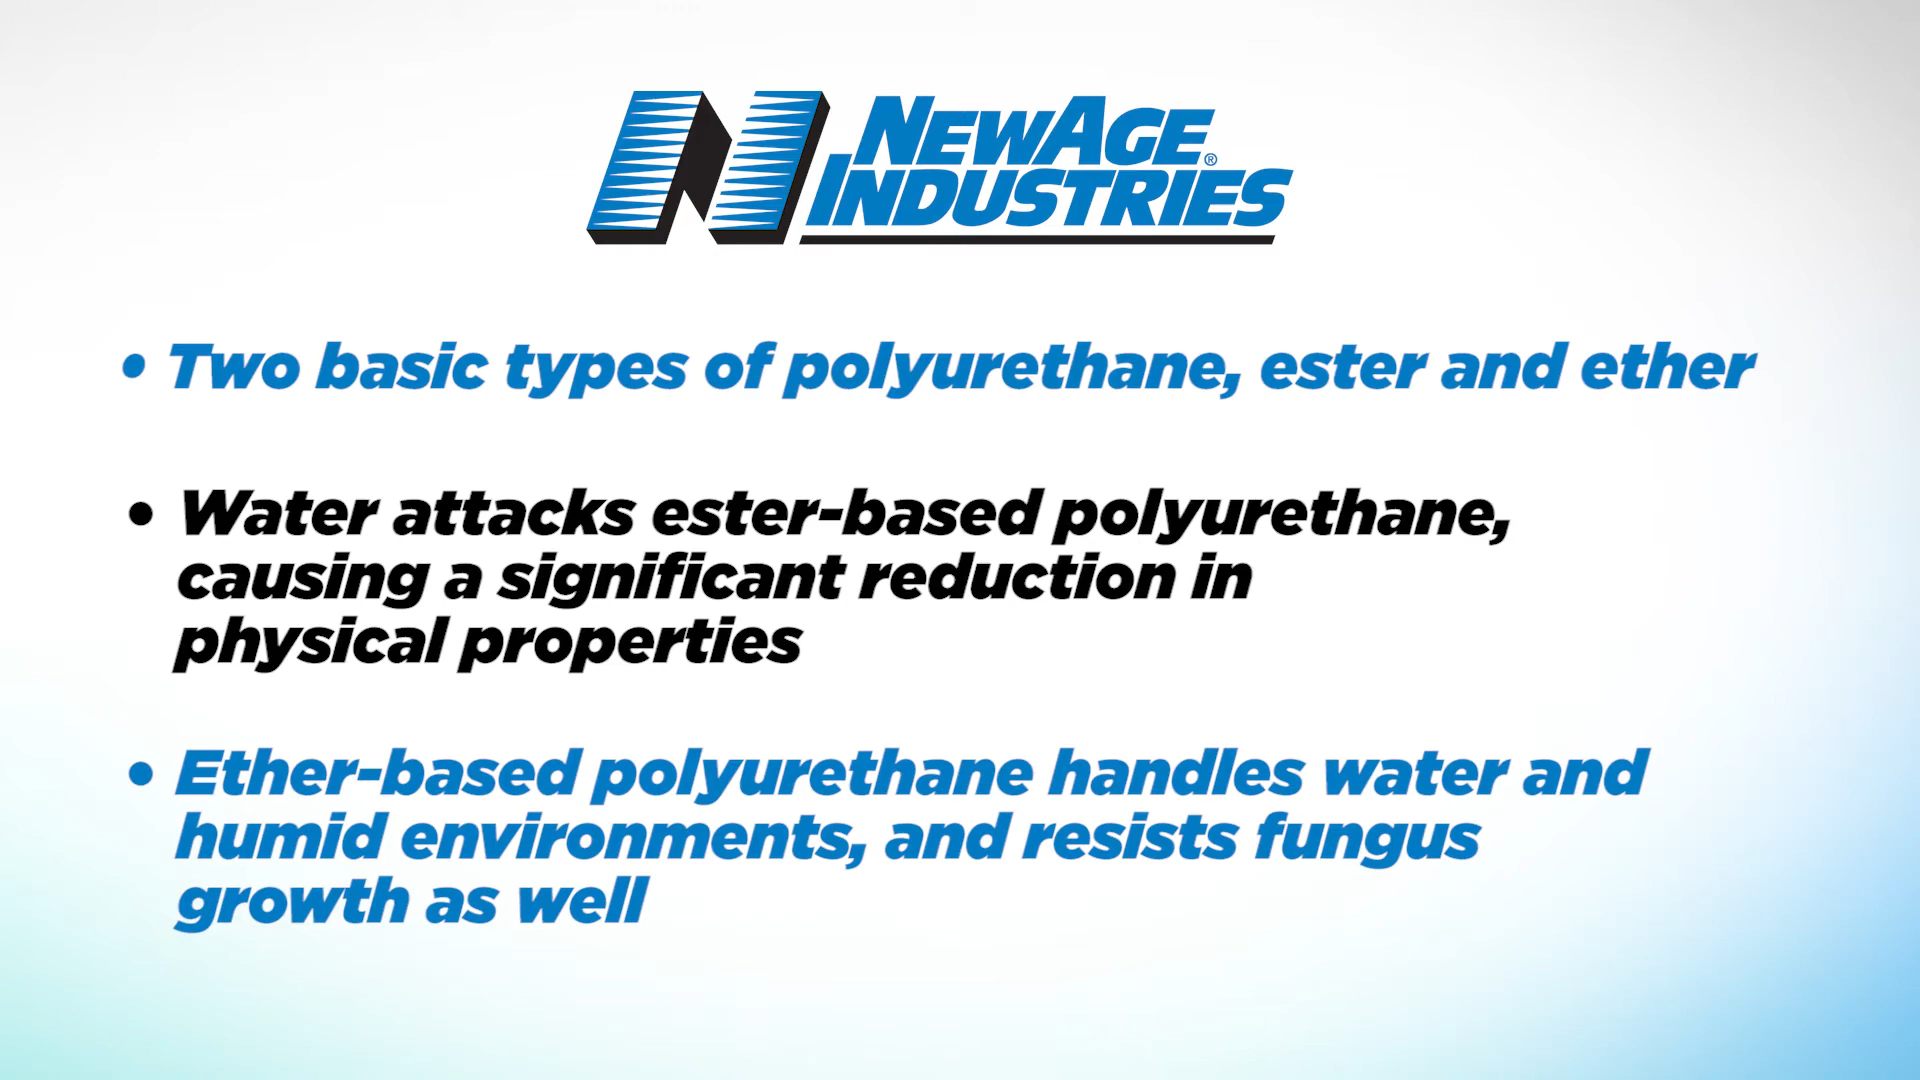 NEWAGE
INDUSTRIES®
• Two basic types of polyurethane, ester and ether
• Water attacks ester-based polyurethane,
causing a significant reduction in
physical properties
• Ether-based polyurethane handles water and
humid environments, and resists fungus
growth as well